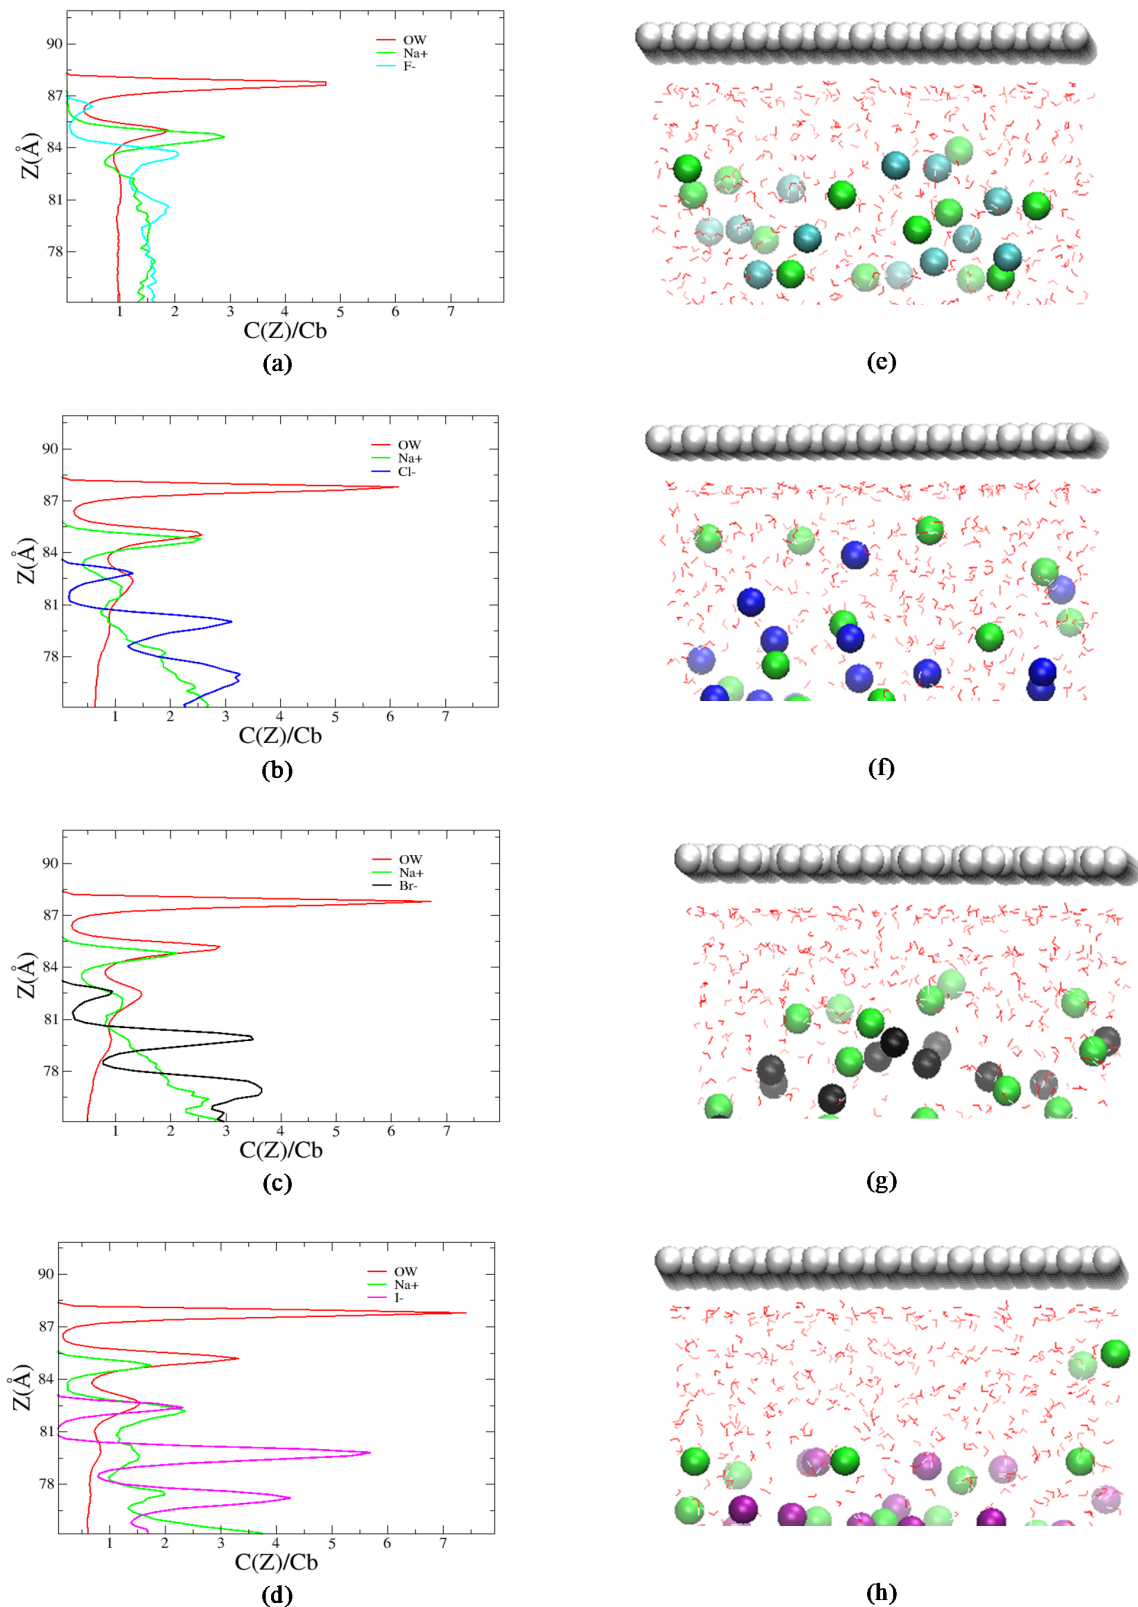 90
87
84
81
78
Z(Å)
OW
Na+
F-
1 2 3 4 5 6 7
C(Z)/Cb
(a)
(e)
90
87
84
81
78
Z(Å)
OW
Na+
Cl-
1 2 3 4 5 6 7
C(Z)/Cb
(b)
(f)
90
87
84
81
78
Z(Å)
OW
Na+
Br-
1 2 3 4 5 6 7
C(Z)/Cb
(c)
(g)
90
87
84
81
78
Z(Å)
OW
Na+
I-
1 2 3 4 5 6 7
C(Z)/Cb
(d)
(h)